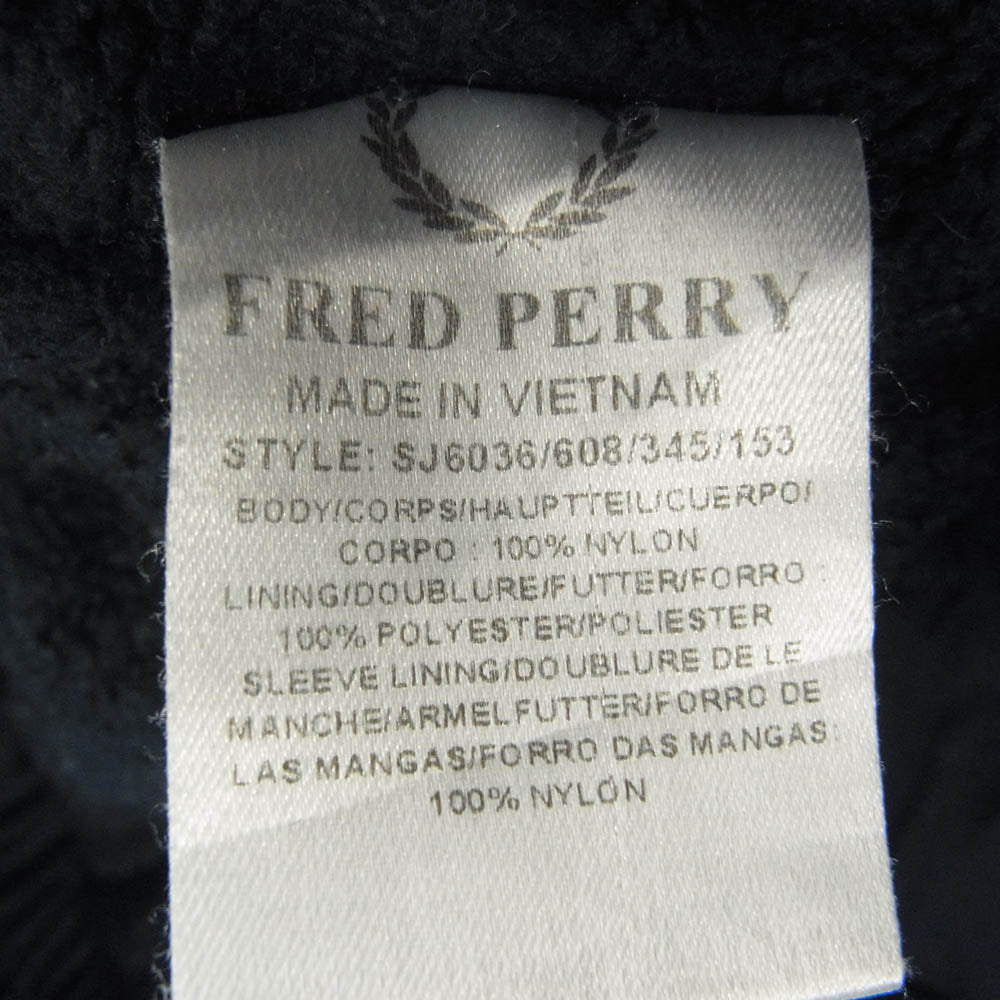 FRED PERRY
MADE IN VIETNAM
STYLE: SJ6036/608/345/153
BODY/CORPS/HAUPTTEIL/CUERPO/
CORPO : 100% NYLON
LINING/DOUBLURE/FUTTER/FORRO :
100% POLYESTER/POLIESTER
SLEEVE LINING/DOUBLURE DE LE
MANCHE/ARMELFUTTER/FORRO DE
LAS MANGAS/FORRO DAS MANGAS:
100% NYLON